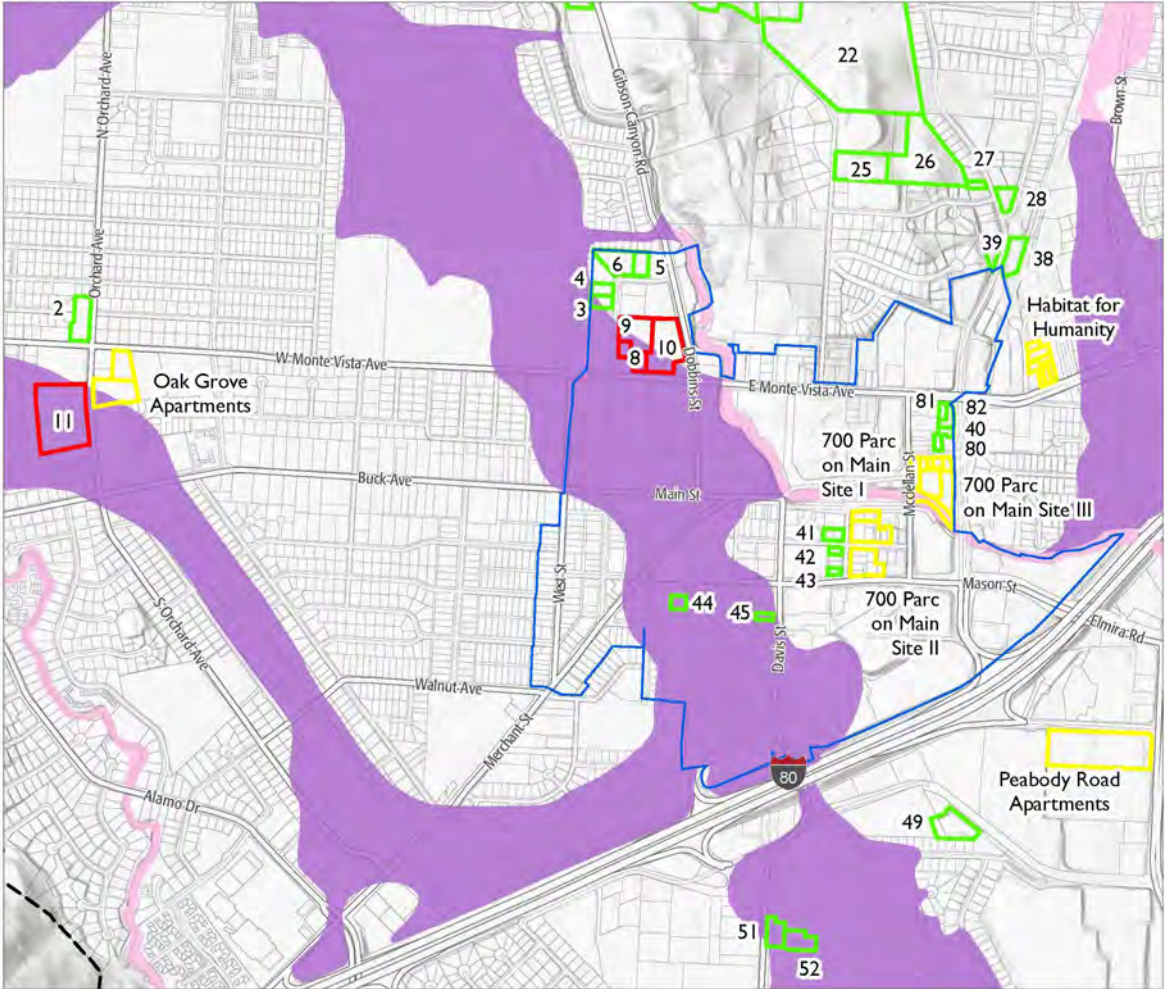 22
Gibson Canyon Rd
Brown St
N Orchard Ave
25
26
27
28
39
38
Orchard Ave
2
4
6
5
3
9
8
10
Dobbins St
Habitat for
Humanity
W Monte Vista Ave
E Monte Vista Ave
Oak Grove
Apartments
11
81
82
40
80
Buck Ave
Main St
700 Parc
on Main
Site I
Mcclellan St
700 Parc
on Main Site III
41
42
43
Mason St
Elmira Rd
700 Parc
on Main
Site II
West St
44
45
Davis St
S Orchard Ave
Walnut Ave
Merchant St
80
Alamo Dr
Peabody Road
Apartments
49
51
52